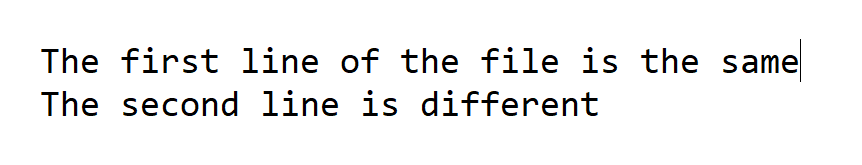 The first line of the file is the same
The second line is different